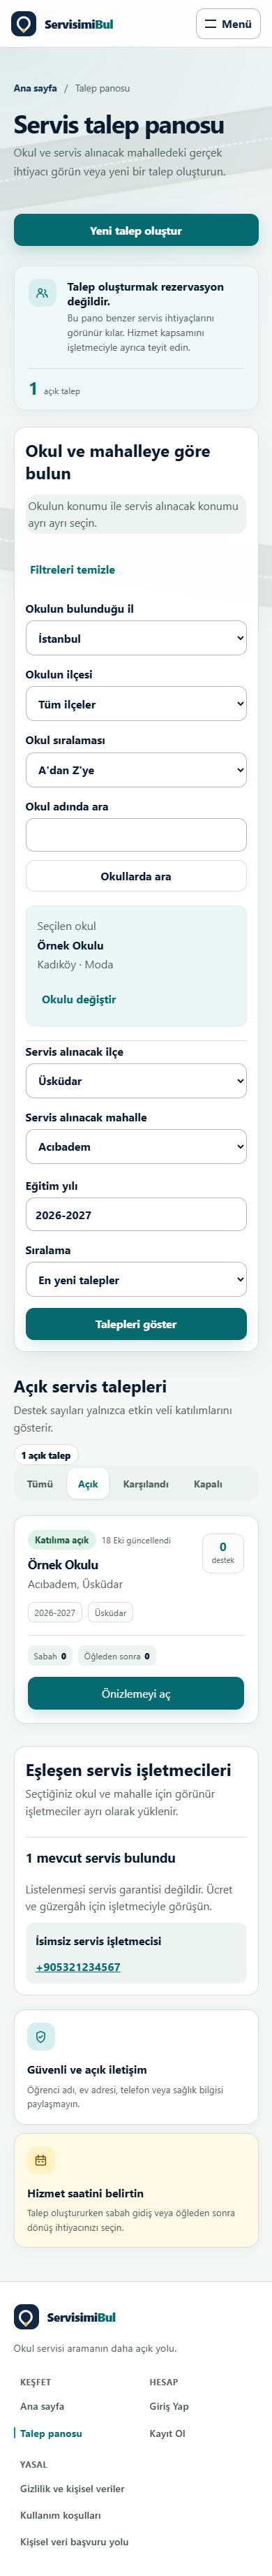 ServisimiBul
Menü
Ana sayfa / Talep panosu
Servis talep panosu
Okul ve servis alınacak mahalledeki gerçek
ihtiyacı görün veya yeni bir talep oluşturun.
Yeni talep oluştur
Talep oluşturmak rezervasyon
değildir.
Bu pano benzer servis ihtiyaçlarını
görünür kılar. Hizmet kapsamını
işletmeciyle ayrıca teyit edin.
1 açık talep
Okul ve mahalleye göre
bulun
Okulun konumu ile servis alınacak konumu
ayrı ayrı seçin.
Filtreleri temizle
Okulun bulunduğu il
İstanbul
Okulun ilçesi
Tüm ilçeler
Okul sıralaması
A'dan Z'ye
Okul adında ara
Okullarda ara
Seçilen okul
Örnek Okulu
Kadıköy · Moda
Okulu değiştir
Servis alınacak ilçe
Üsküdar
Servis alınacak mahalle
Acıbadem
Eğitim yılı
2026-2027
Sıralama
En yeni talepler
Talepleri göster
Açık servis talepleri
Destek sayıları yalnızca etkin veli katılımlarını
gösterir.
1 açık talep
Tümü Açık Karşılandı Kapalı
Katılıma açık 18 Eki güncellendi
0
destek
Örnek Okulu
Acıbadem, Üsküdar
2026-2027 Üsküdar
Sabah 0 Öğleden sonra 0
Önizlemeyi aç
Eşleşen servis işletmecileri
Seçtiğiniz okul ve mahalle için görünür
işletmeciler ayrı olarak yüklenir.
1 mevcut servis bulundu
Listelenmesi servis garantisi değildir. Ücret
ve güzergâh için işletmeciyle görüşün.
İsimsiz servis işletmecisi
+905321234567
Güvenli ve açık iletişim
Öğrenci adı, ev adresi, telefon veya sağlık bilgisi
paylaşmayın.
Hizmet saatini belirtin
Talep oluştururken sabah gidiş veya öğleden sonra
dönüş ihtiyacınızı seçin.
ServisimiBul
Okul servisi aramanın daha açık yolu.
KEŞFET
Ana sayfa
Talep panosu
HESAP
Giriş Yap
Kayıt Ol
YASAL
Gizlilik ve kişisel veriler
Kullanım koşulları
Kişisel veri başvuru yolu